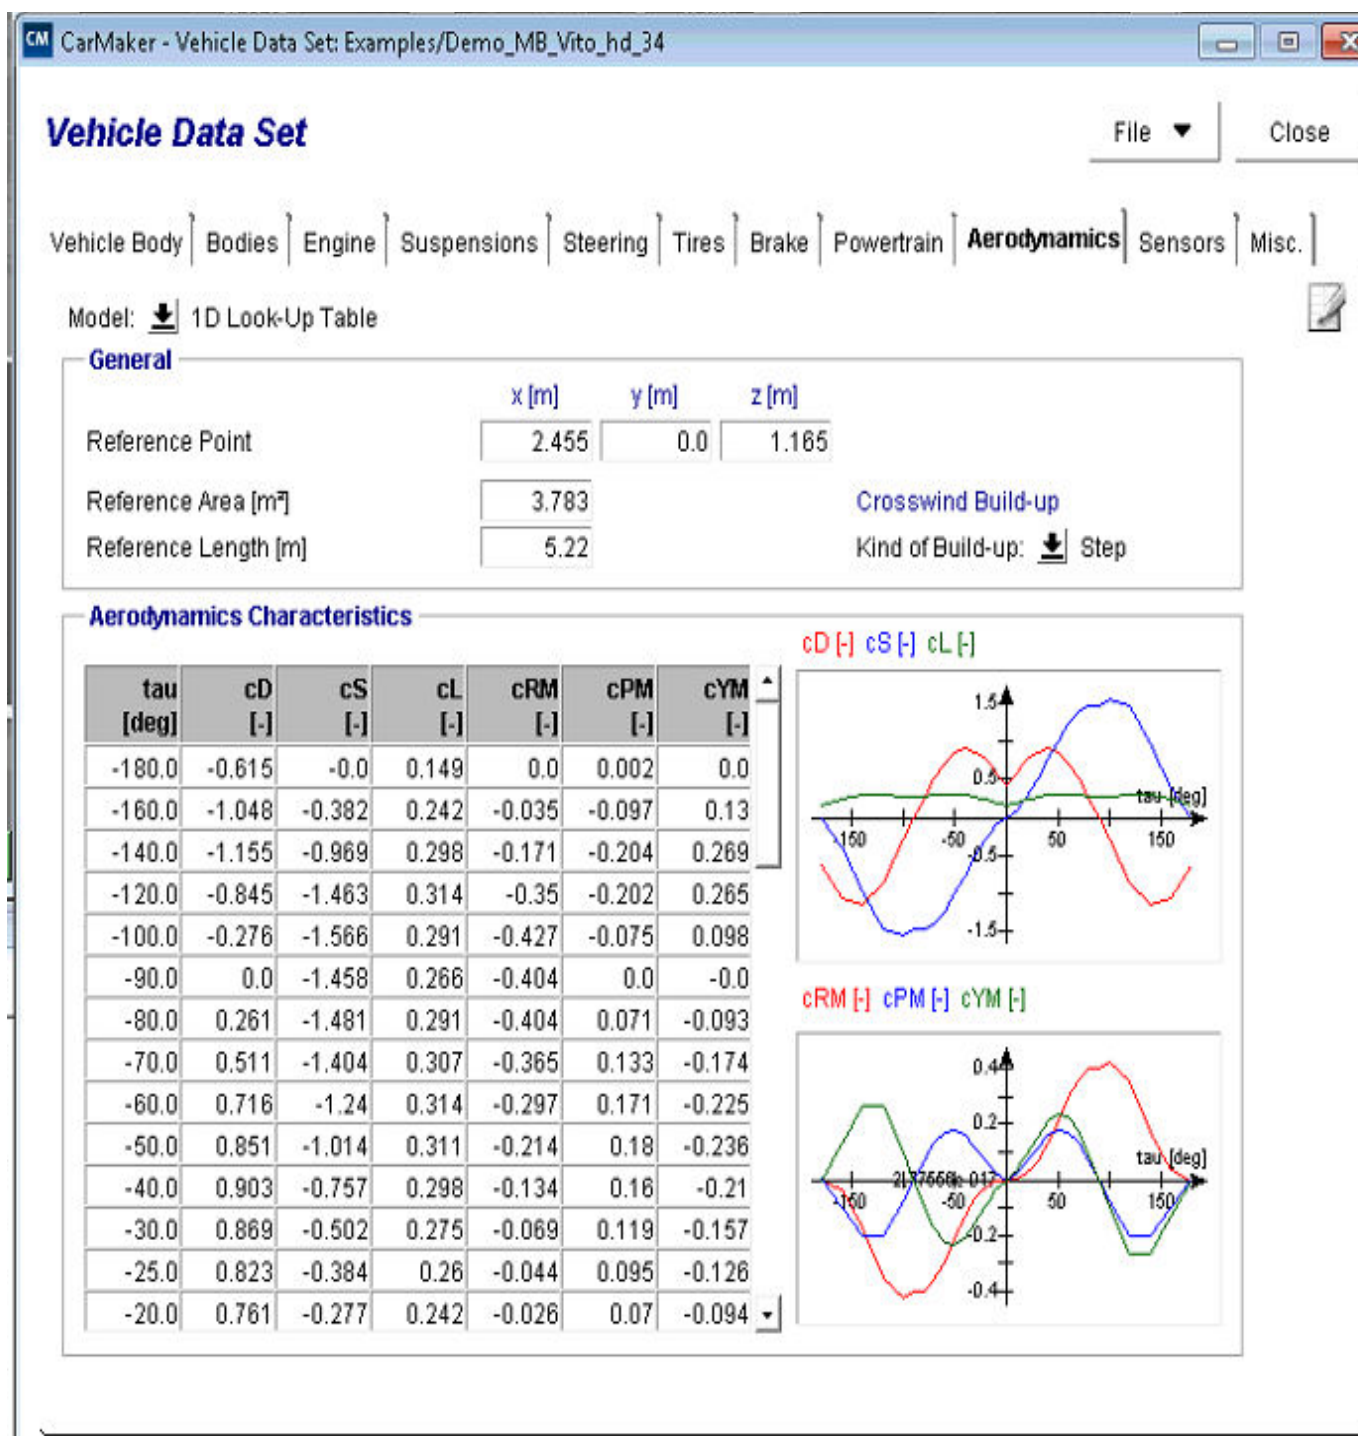 CM CarMaker - Vehicle Data Set: Examples/Demo_MB_Vito_hd_34
Vehicle Data Set
File Close
Vehicle Body Bodies Engine Suspensions Steering Tires Brake Powertrain Aerodynamics Sensors Misc.
Model: 1D Look-Up Table
General
x [m] y [m] z [m]
Reference Point 2.455 0.0 1.165
Reference Area [m²] 3.783 Crosswind Build-up
Reference Length [m] 5.22 Kind of Build-up: Step
Aerodynamics Characteristics
tau cD cS cL cRM cPM cYM
[deg] [-] [-] [-] [-] [-] [-]
-180.0 -0.615 -0.0 0.149 0.0 0.002 0.0
-160.0 -1.048 -0.382 0.242 -0.035 -0.097 0.13
-140.0 -1.155 -0.969 0.298 -0.171 -0.204 0.269
-120.0 -0.845 -1.463 0.314 -0.35 -0.202 0.265
-100.0 -0.276 -1.566 0.291 -0.427 -0.075 0.098
-90.0 0.0 -1.458 0.266 -0.404 0.0 -0.0
-80.0 0.261 -1.481 0.291 -0.404 0.071 -0.093
-70.0 0.511 -1.404 0.307 -0.365 0.133 -0.174
-60.0 0.716 -1.24 0.314 -0.297 0.171 -0.225
-50.0 0.851 -1.014 0.311 -0.214 0.18 -0.236
-40.0 0.903 -0.757 0.298 -0.134 0.16 -0.21
-30.0 0.869 -0.502 0.275 -0.069 0.119 -0.157
-25.0 0.823 -0.384 0.26 -0.044 0.095 -0.126
-20.0 0.761 -0.277 0.242 -0.026 0.07 -0.094
cD [-] cS [-] cL [-]
1.5
0.5
tau [deg]
-150 -50 50 150
-0.5
-1.5
cRM [-] cPM [-] cYM [-]
0.4
0.2
tau [deg]
-150 -50 50 150
-0.2
-0.4